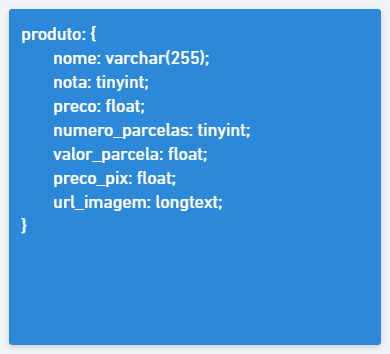 produto: {
nome: varchar(255);
nota: tinyint;
preco: float;
numero_parcelas: tinyint;
valor_parcela: float;
preco_pix: float;
url_imagem: longtext;
}